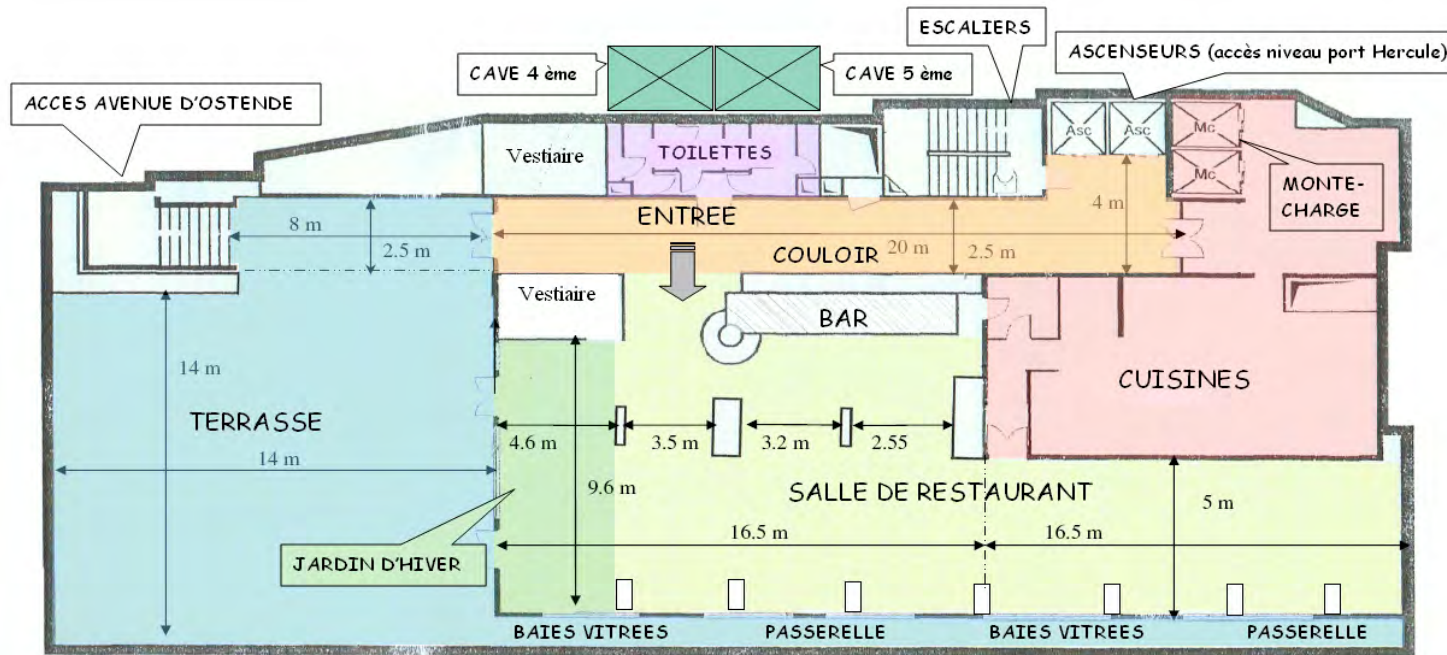 ESCALIERS
ASCENSEURS (accès niveau port Hercule)
CAVE 4 ème
CAVE 5 ème
ACCES AVENUE D'OSTENDE
Vestiaire
TOILETTES
Asc
Asc
Mc
Mc
MONTE-
CHARGE
8 m
2.5 m
ENTREE
COULOIR
20 m
2.5 m
4 m
Vestiaire
BAR
14 m
TERRASSE
14 m
CUISINES
4.6 m
3.5 m
3.2 m
2.55
9.6 m
SALLE DE RESTAURANT
5 m
16.5 m
16.5 m
JARDIN D'HIVER
BAIES VITREES
PASSERELLE
BAIES VITREES
PASSERELLE